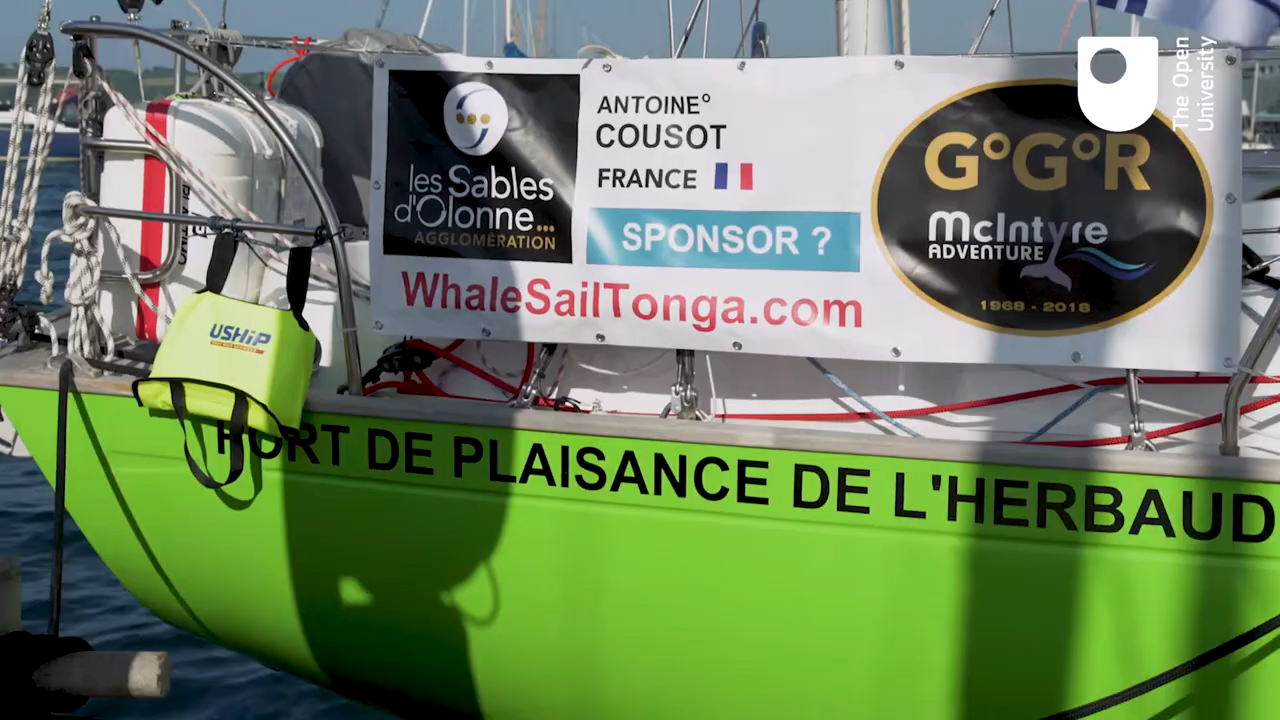 les Sables
d'Olonne...
AGGLOMÉRATION
ANTOINE°
COUSOT
FRANCE
SPONSOR ?
WhaleSailTonga.com
G°G°R
McIntyre
ADVENTURE
1968 - 2018
The Open
University
USHiP
PORT DE PLAISANCE DE L'HERBAUD